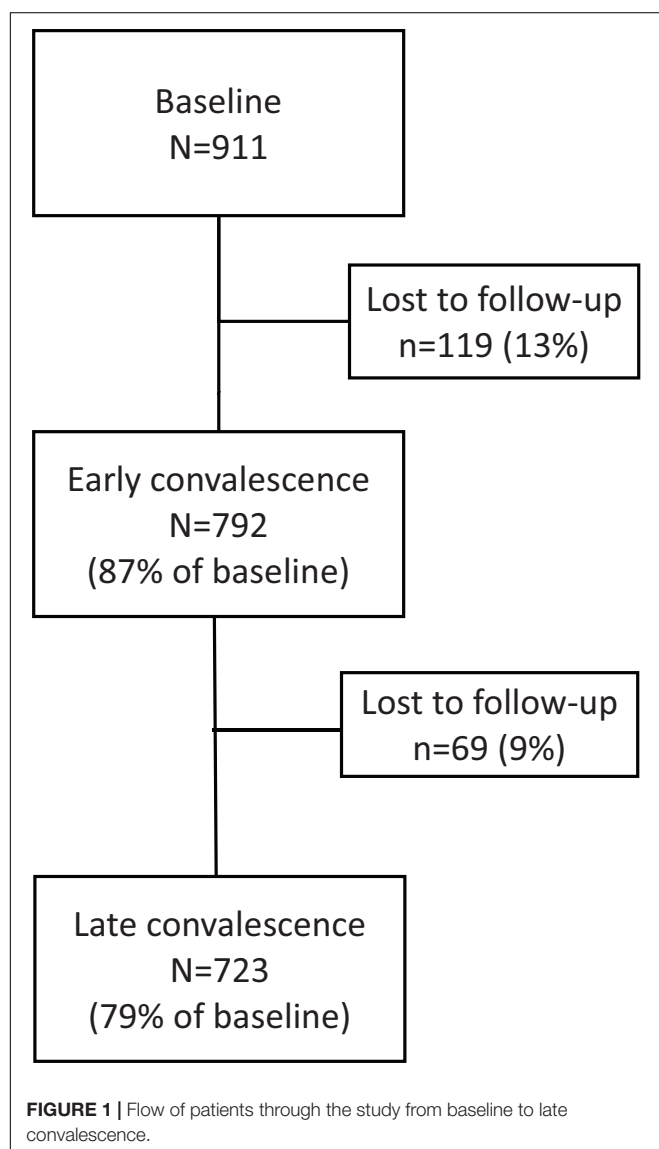 Baseline
N=911
Lost to follow-up
n=119 (13%)
Early convalescence
N=792
(87% of baseline)
Lost to follow-up
n=69 (9%)
Late convalescence
N=723
(79% of baseline)
FIGURE 1 | Flow of patients through the study from baseline to late
convalescence.